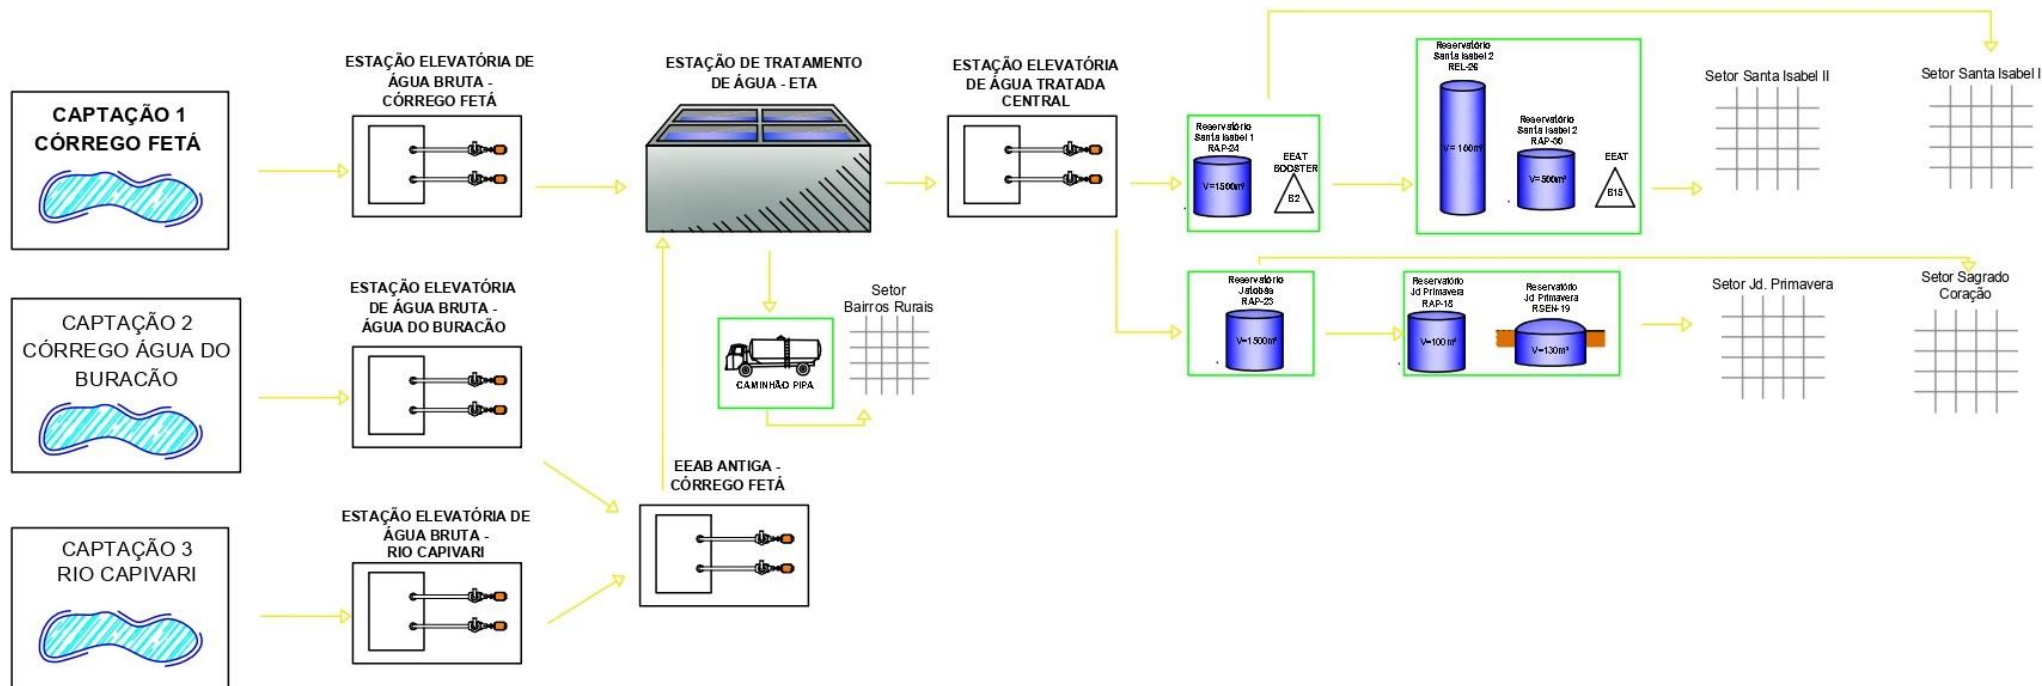 CAPTAÇÃO 1
CÓRREGO FETÁ
ESTAÇÃO ELEVATÓRIA DE
ÁGUA BRUTA -
CÓRREGO FETÁ
ESTAÇÃO DE TRATAMENTO
DE ÁGUA - ETA
ESTAÇÃO ELEVATÓRIA
DE ÁGUA TRATADA
CENTRAL
Reservatório
Santa Isabel 1
RAP-24
V=1500m³
EEAT
BOOSTER
B2
Reservatório
Santa Isabel 2
REL-26
V= 100m³
Reservatório
Santa Isabel 2
RAP-30
V=500m³
EEAT
B15
Setor Santa Isabel II
Setor Santa Isabel I
CAPTAÇÃO 2
CÓRREGO ÁGUA DO
BURACÃO
ESTAÇÃO ELEVATÓRIA
DE ÁGUA BRUTA -
ÁGUA DO BURACÃO
CAMINHÃO PIPA
Setor
Bairros Rurais
Reservatório
Jatobás
RAP-23
V=1500m³
Reservatório
Jd Primavera
RAP-18
V=100m³
Reservatório
Jd Primavera
RSEN-19
V=130m³
Setor Jd. Primavera
Setor Sagrado
Coração
CAPTAÇÃO 3
RIO CAPIVARI
ESTAÇÃO ELEVATÓRIA DE
ÁGUA BRUTA -
RIO CAPIVARI
EEAB ANTIGA -
CÓRREGO FETÁ